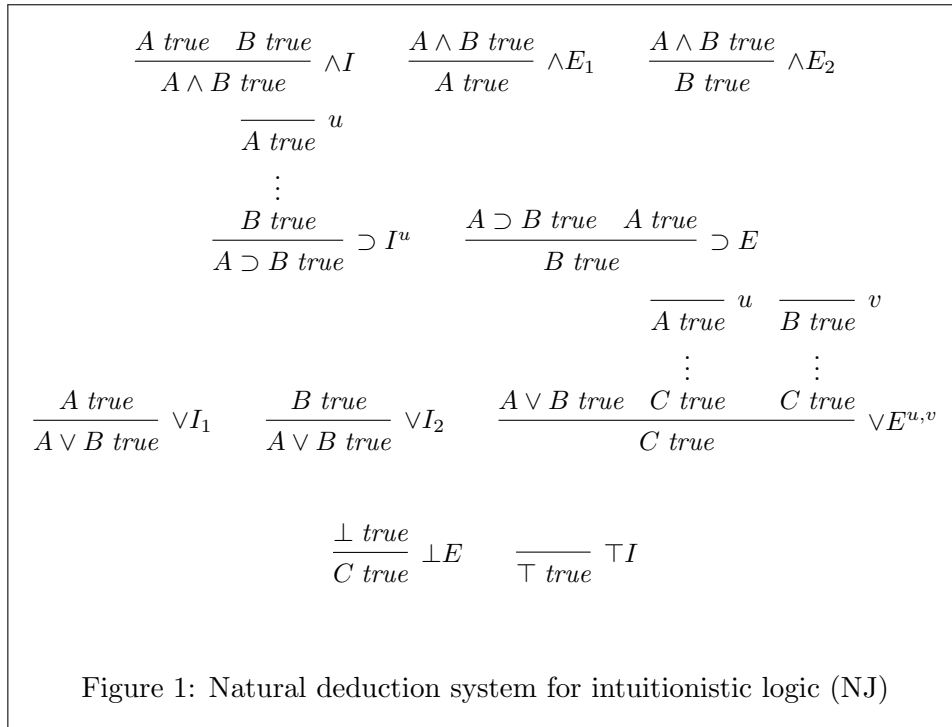 A true B true ∧I A ∧ B true ∧E₁ A ∧ B true ∧E₂
A ∧ B true A true B true
A true u
⋮
B true A ⊃ B true A true
A ⊃ B true ⊃ Iᵘ B true ⊃ E
A true u B true v
⋮ ⋮
A true B true A ∨ B true C true C true
A ∨ B true ∨I₁ A ∨ B true ∨I₂ C true ∨Eᵘ,ᵛ
⊥ true
C true ⊥E ⊤ true ⊤I
Figure 1: Natural deduction system for intuitionistic logic (NJ)